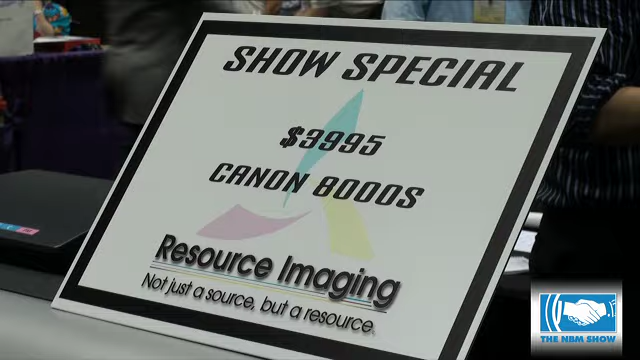 SHOW SPECIAL
$3995
CANON 8000S
Resource Imaging
Not just a source, but a resource.
THE NBM SHOW